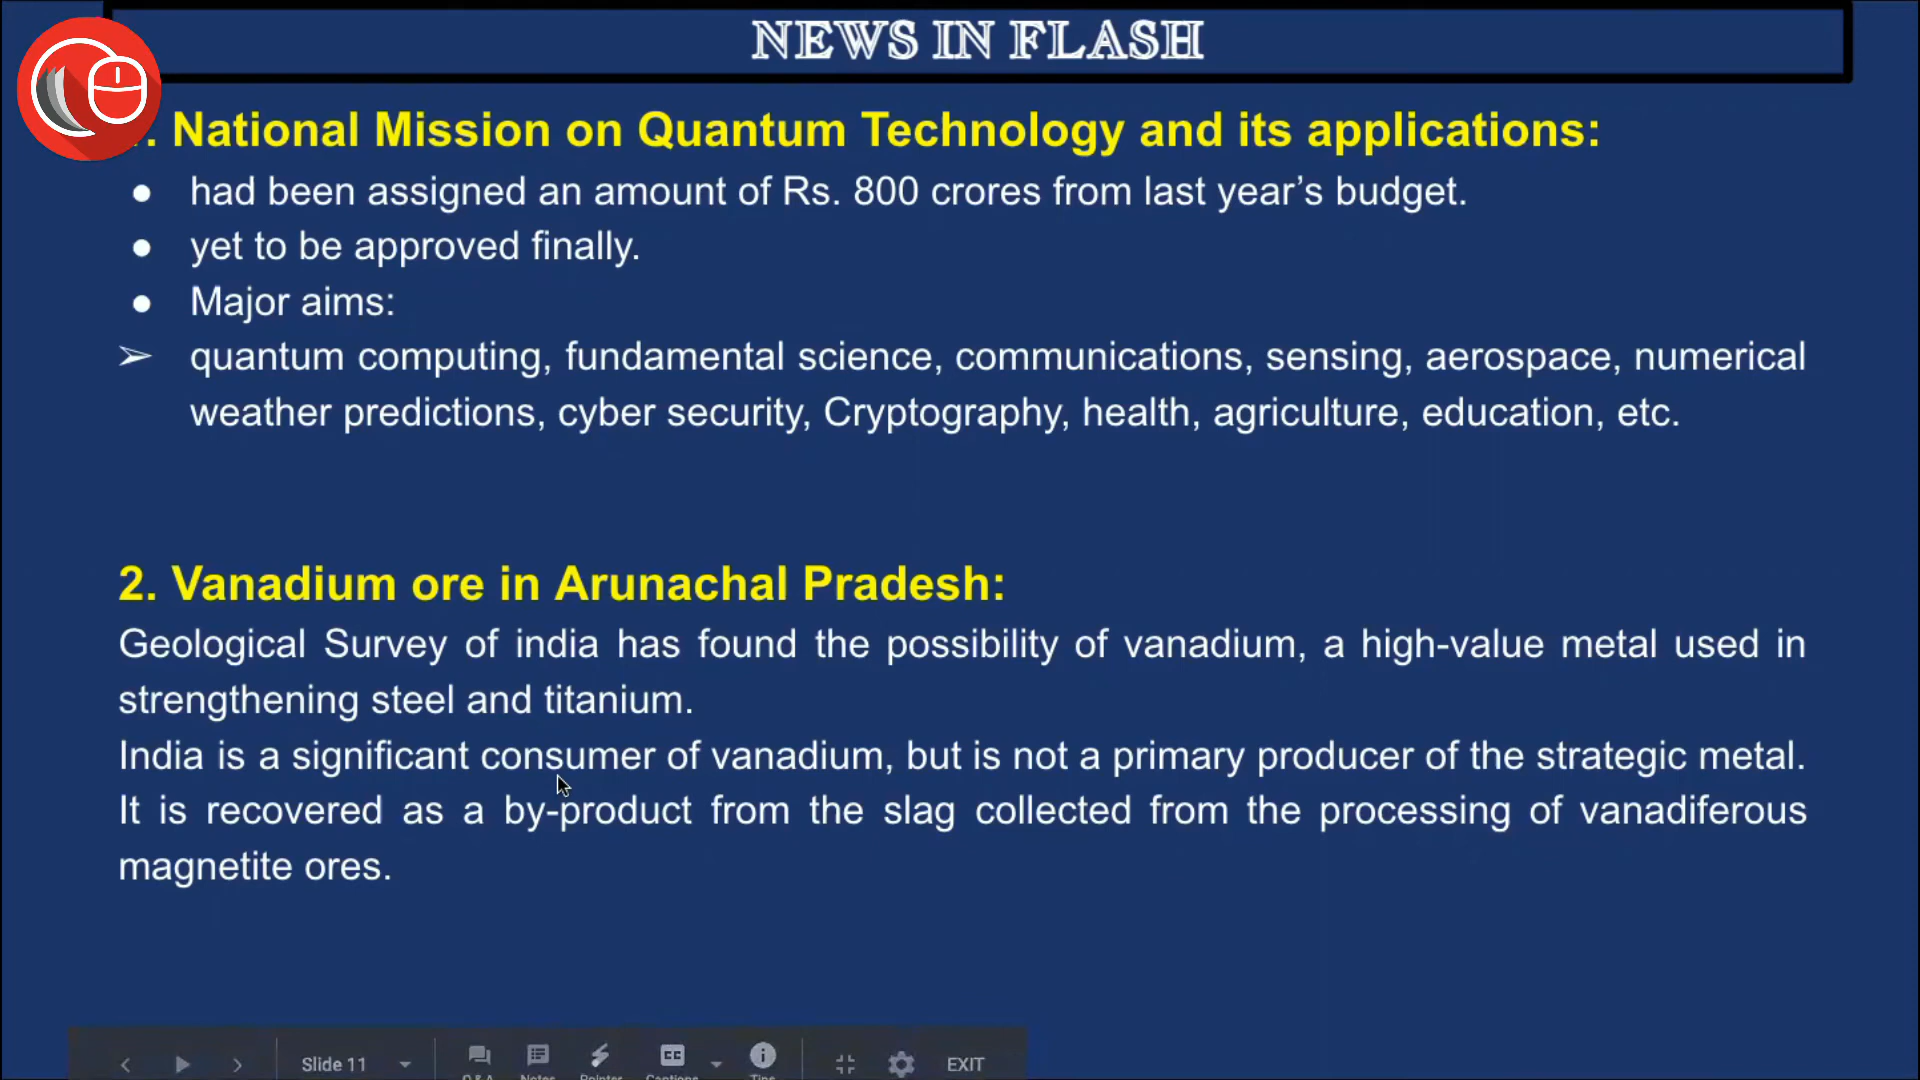 NEWS IN FLASH
. National Mission on Quantum Technology and its applications:
● had been assigned an amount of Rs. 800 crores from last year’s budget.
● yet to be approved finally.
● Major aims:
➢ quantum computing, fundamental science, communications, sensing, aerospace, numerical
weather predictions, cyber security, Cryptography, health, agriculture, education, etc.
2. Vanadium ore in Arunachal Pradesh:
Geological Survey of india has found the possibility of vanadium, a high-value metal used in
strengthening steel and titanium.
India is a significant consumer of vanadium, but is not a primary producer of the strategic metal.
It is recovered as a by-product from the slag collected from the processing of vanadiferous
magnetite ores.
Slide 11 CC EXIT